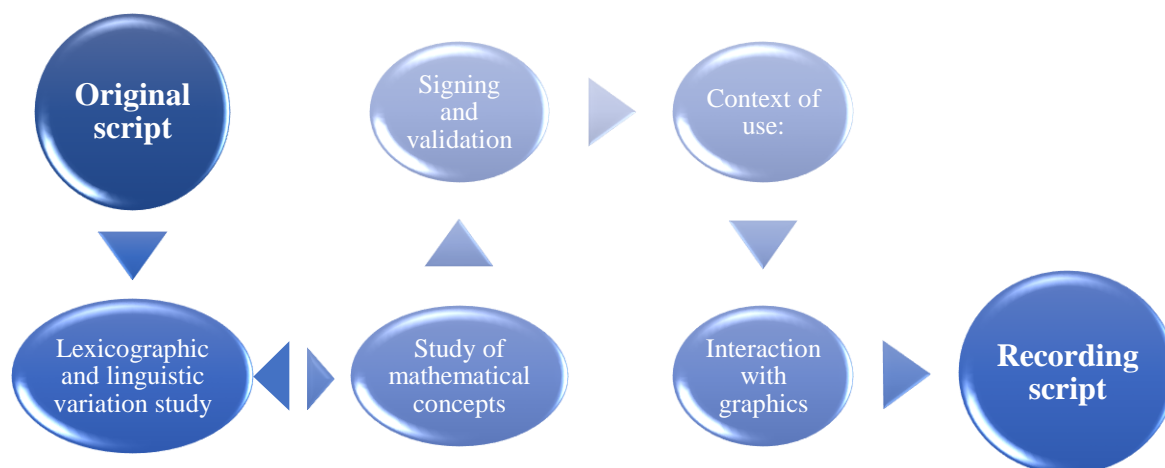 Original
script
Lexicographic
and linguistic
variation study
Study of
mathematical
concepts
Signing
and
validation
Context of
use:
Interaction
with
graphics
Recording
script